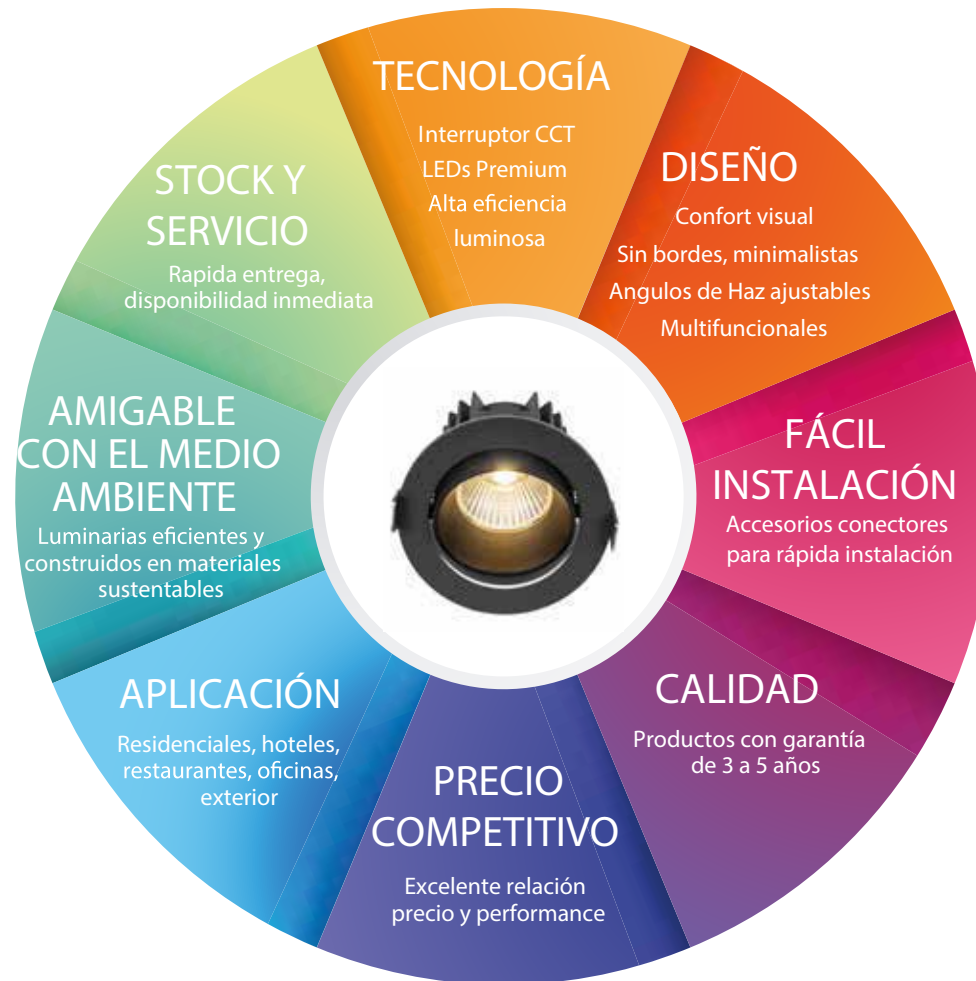 TECNOLOGÍA
Interruptor CCT
LEDs Premium
Alta eficiencia
luminosa
DISEÑO
Confort visual
Sin bordes, minimalistas
Angulos de Haz ajustables
Multifuncionales
FÁCIL
INSTALACIÓN
Accesorios conectores
para rápida instalación
CALIDAD
Productos con garantía
de 3 a 5 años
PRECIO
COMPETITIVO
Excelente relación
precio y performance
APLICACIÓN
Residenciales, hoteles,
restaurantes, oficinas,
exterior
AMIGABLE
CON EL MEDIO
AMBIENTE
Luminarias eficientes y
construidos en materiales
sustentables
STOCK Y
SERVICIO
Rapida entrega,
disponibilidad inmediata